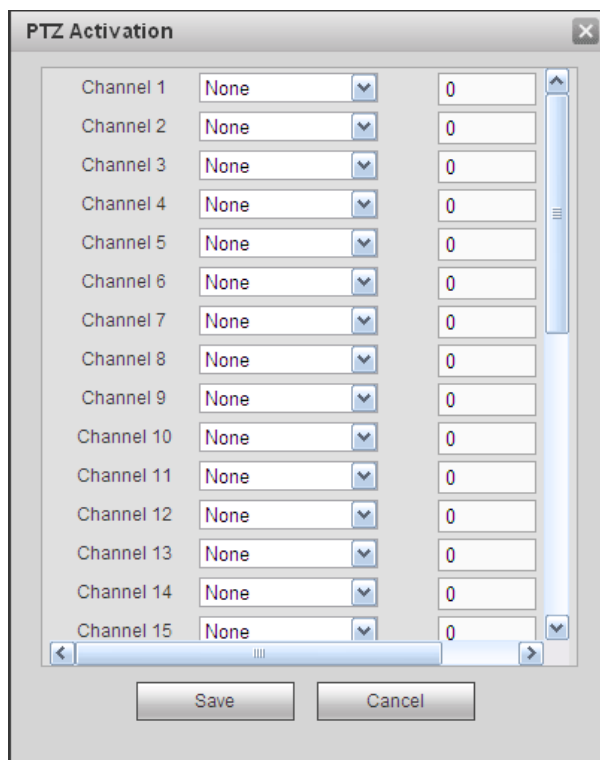 PTZ Activation
Channel 1 None 0
Channel 2 None 0
Channel 3 None 0
Channel 4 None 0
Channel 5 None 0
Channel 6 None 0
Channel 7 None 0
Channel 8 None 0
Channel 9 None 0
Channel 10 None 0
Channel 11 None 0
Channel 12 None 0
Channel 13 None 0
Channel 14 None 0
Channel 15 None 0
Save Cancel